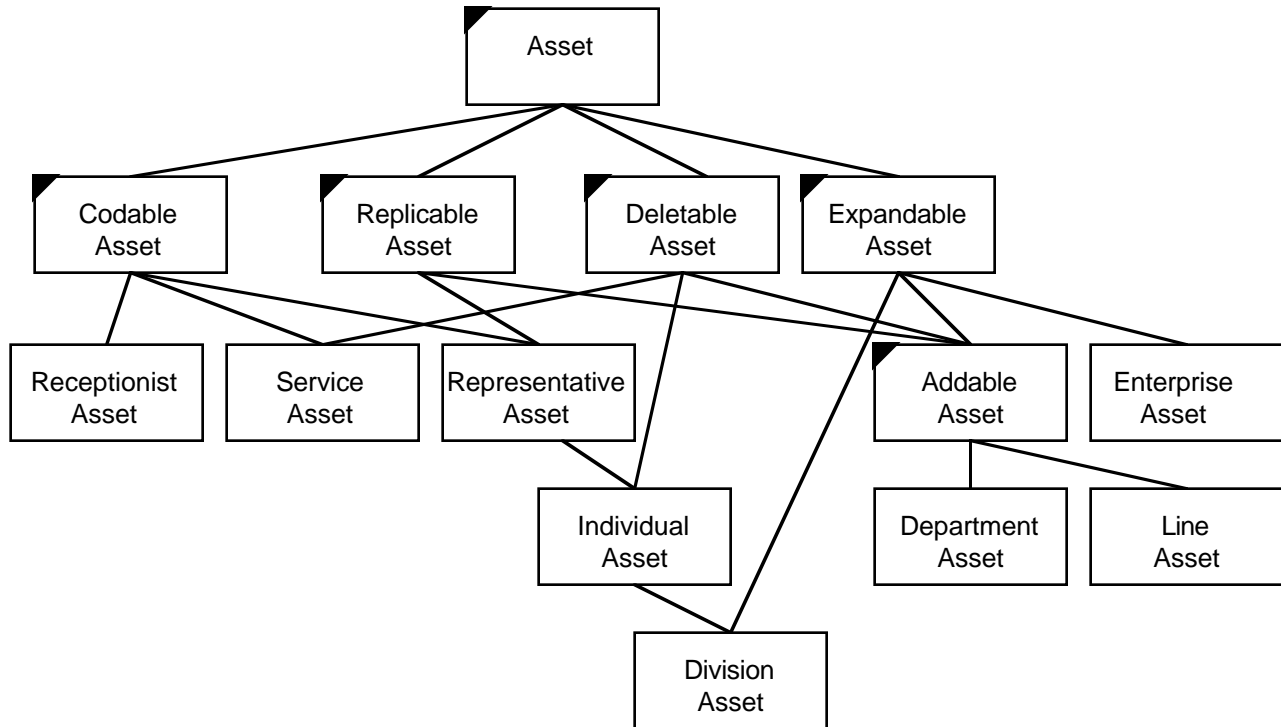 Asset
Codable
Asset
Replicable
Asset
Deletable
Asset
Expandable
Asset
Receptionist
Asset
Service
Asset
Representative
Asset
Addable
Asset
Enterprise
Asset
Individual
Asset
Department
Asset
Line
Asset
Division
Asset